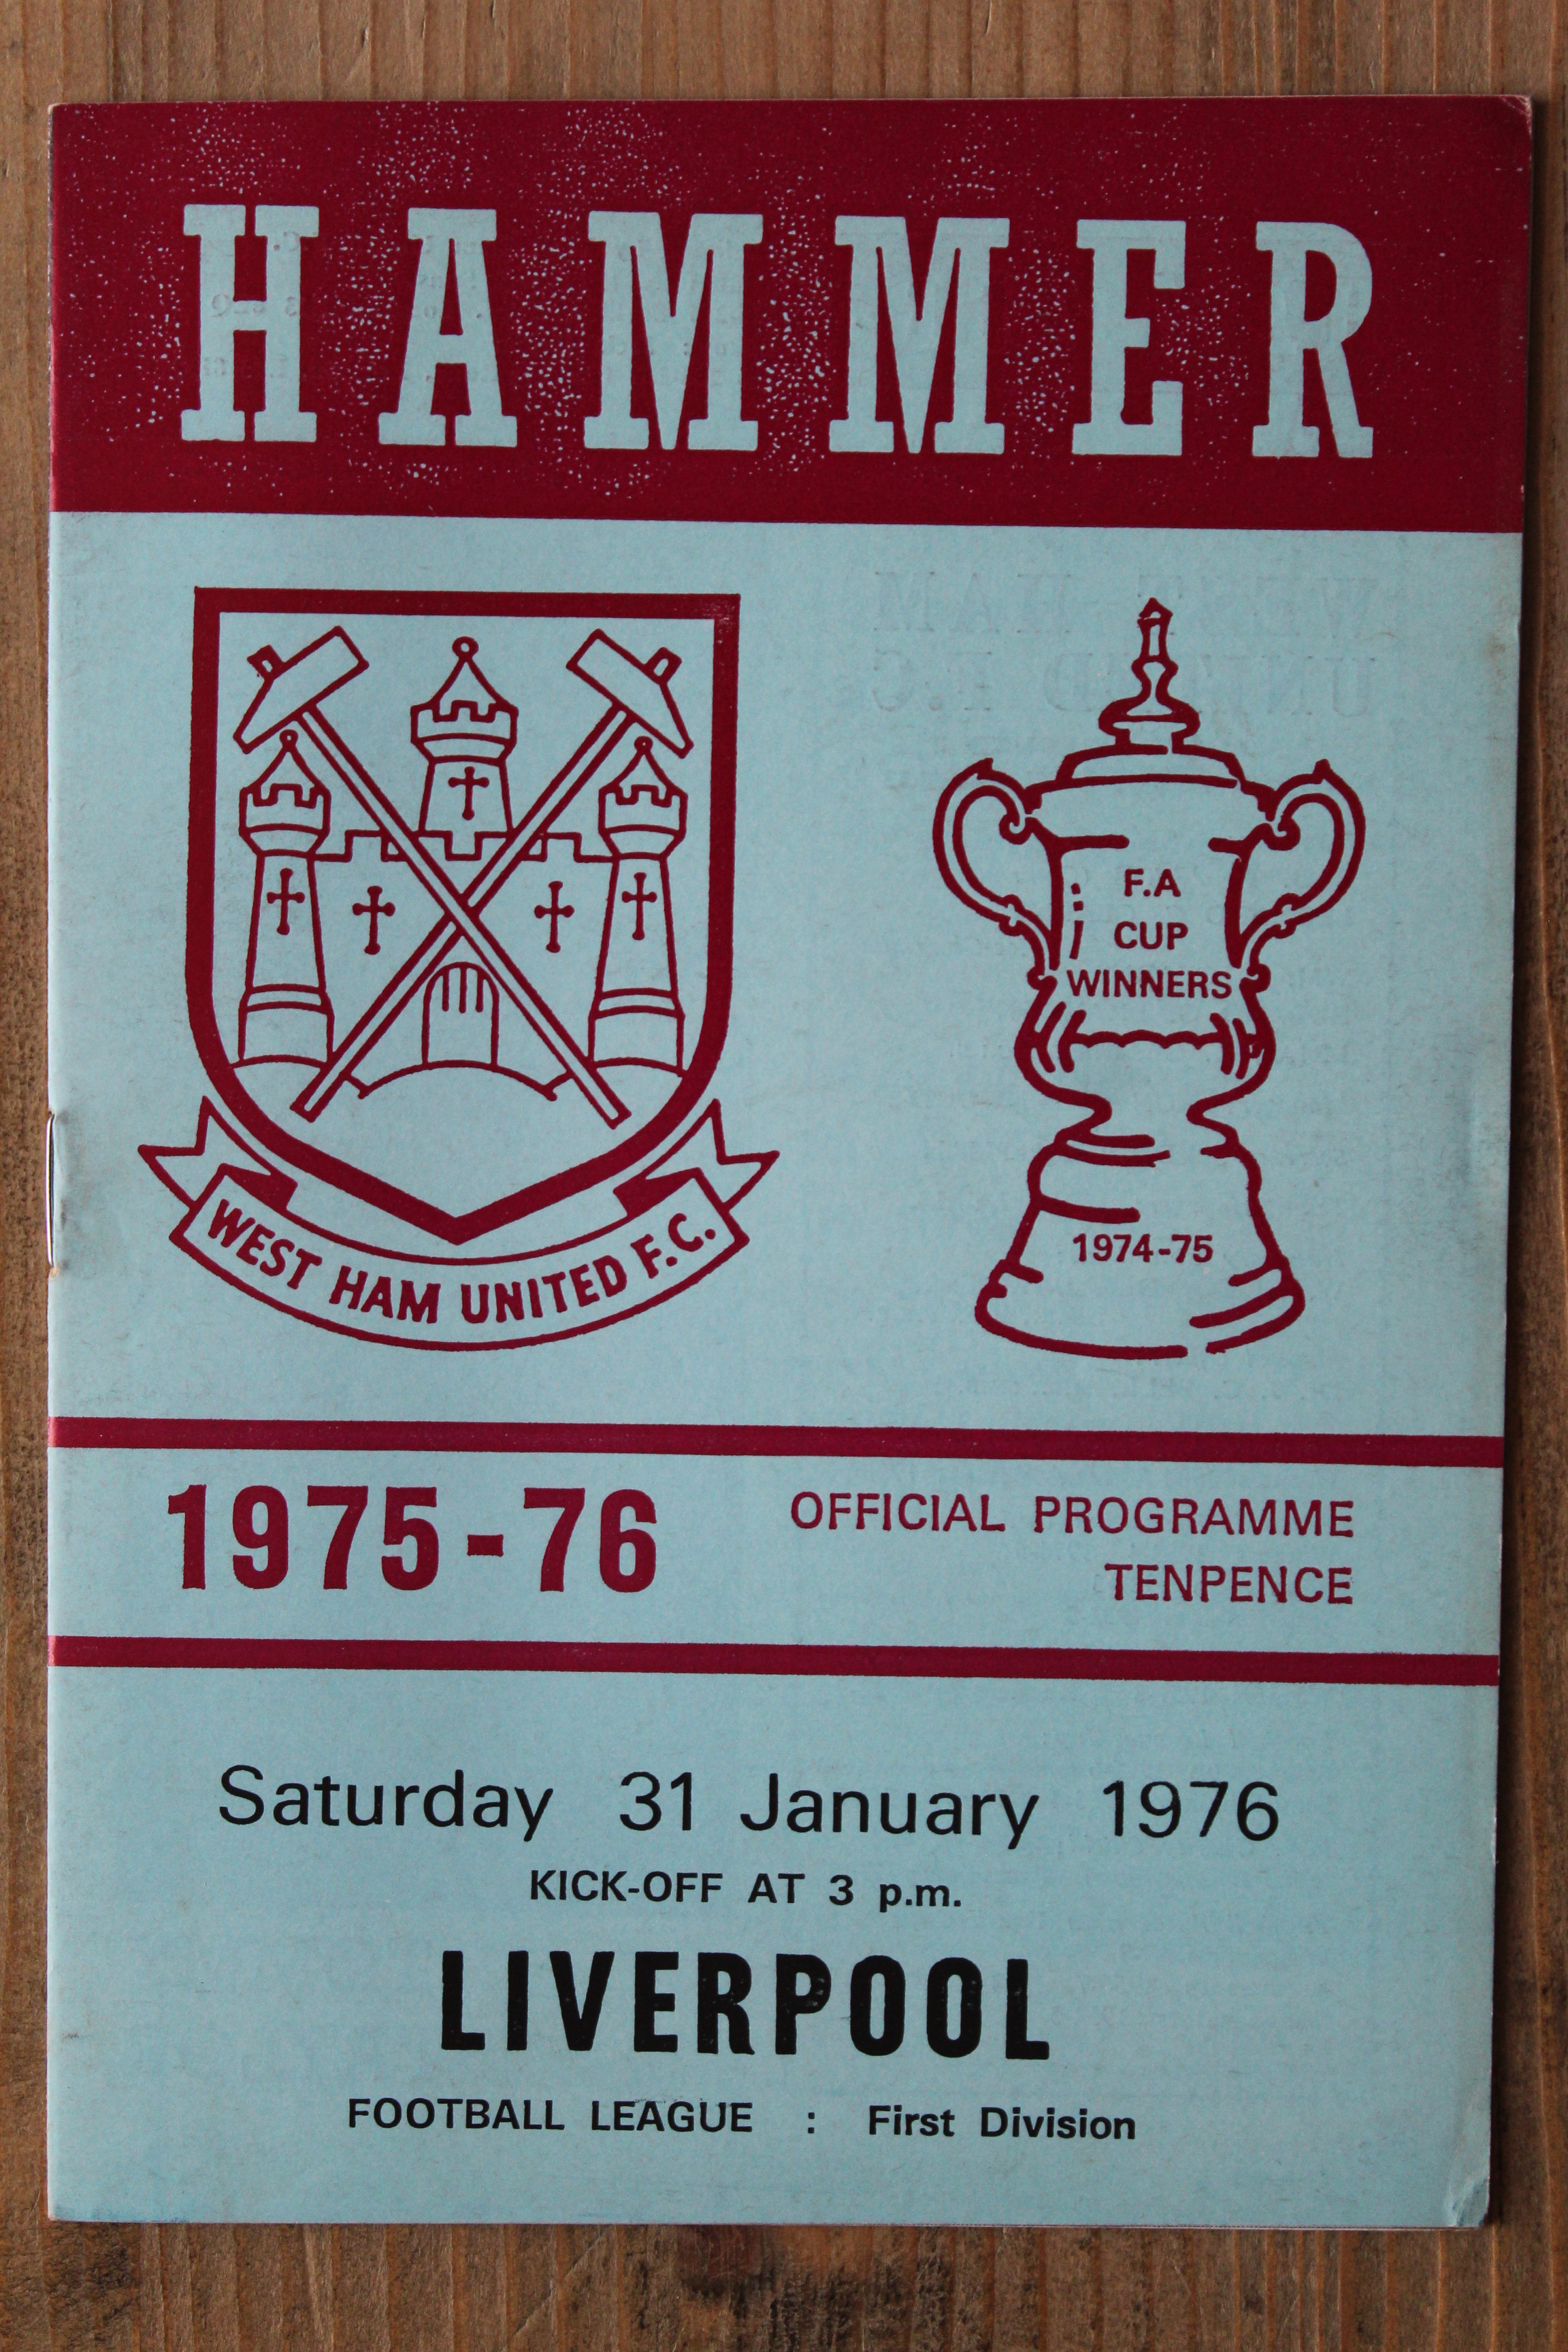 HAMMER
WEST HAM UNITED F.C.
F.A
CUP
WINNERS
1974-75
1975-76
OFFICIAL PROGRAMME
TENPENCE
Saturday 31 January 1976
KICK-OFF AT 3 p.m.
LIVERPOOL
FOOTBALL LEAGUE : First Division